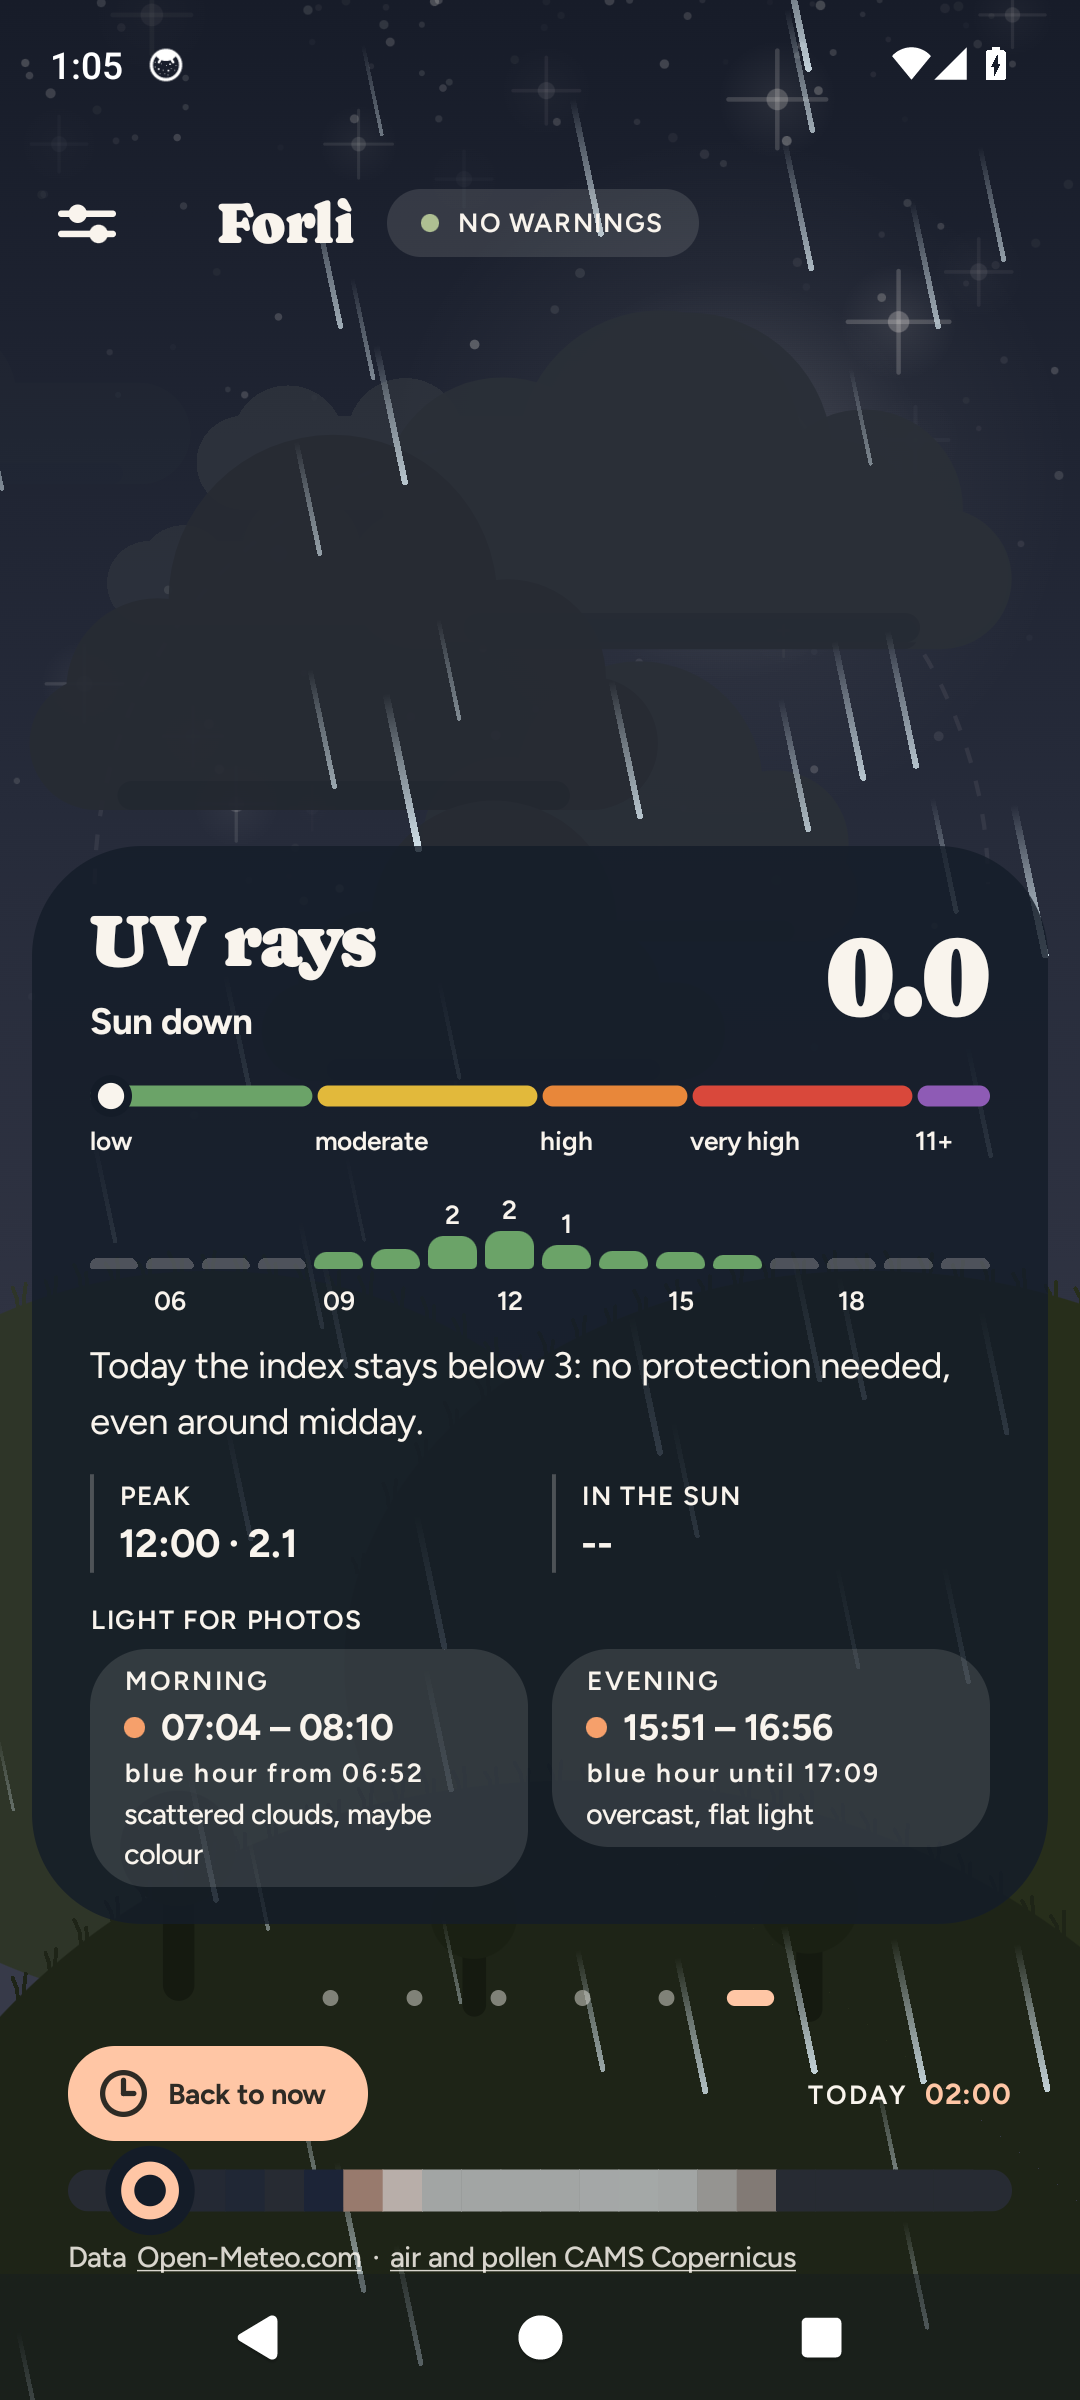 1:05
Forlì
NO WARNINGS
UV rays
0.0
Sun down
low moderate high very high 11+
2 2 1
06 09 12 15 18
Today the index stays below 3: no protection needed,
even around midday.
PEAK
12:00 · 2.1
IN THE SUN
--
LIGHT FOR PHOTOS
MORNING
07:04 – 08:10
blue hour from 06:52
scattered clouds, maybe
colour
EVENING
15:51 – 16:56
blue hour until 17:09
overcast, flat light
Back to now
TODAY 02:00
Data Open-Meteo.com · air and pollen CAMS Copernicus